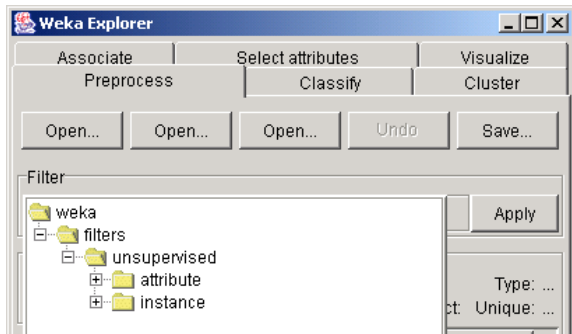 Weka Explorer
Associate Select attributes Visualize
Preprocess Classify Cluster
Open... Open... Open... Undo Save...
Filter
weka
Apply
filters
unsupervised
attribute
Type: ...
instance
ct: Unique: ...